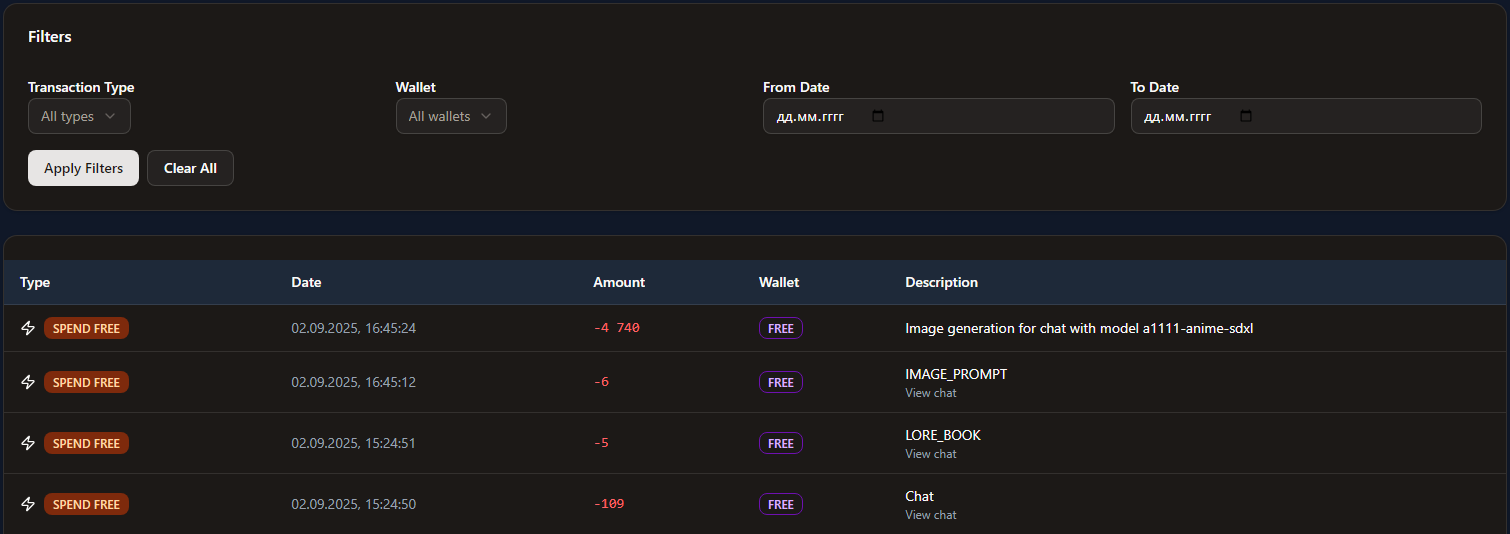 Filters
Transaction Type Wallet From Date To Date
All types All wallets дд.мм.гггг дд.мм.гггг
Apply Filters Clear All
Type Date Amount Wallet Description
SPEND FREE 02.09.2025, 16:45:24 -4 740 FREE Image generation for chat with model a1111-anime-sdxl
SPEND FREE 02.09.2025, 16:45:12 -6 FREE IMAGE_PROMPT
View chat
SPEND FREE 02.09.2025, 15:24:51 -5 FREE LORE_BOOK
View chat
SPEND FREE 02.09.2025, 15:24:50 -109 FREE Chat
View chat